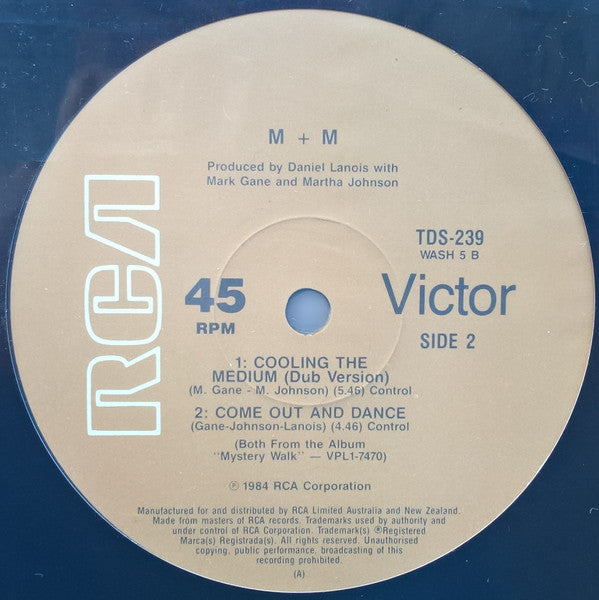 M + M
Produced by Daniel Lanois with
Mark Gane and Martha Johnson
RCA
TDS-239
WASH 5 B
45
RPM
Victor
SIDE 2
1: COOLING THE
MEDIUM (Dub Version)
(M. Gane - M. Johnson) (5.46) Control
2: COME OUT AND DANCE
(Gane-Johnson-Lanois) (4.46) Control
(Both From the Album
"Mystery Walk" — VPL1-7470)
℗ 1984 RCA Corporation
Manufactured for and distributed by RCA Limited Australia and New Zealand.
Made from masters of RCA records. Trademarks used by authority and
under control of RCA Corporation. Trademark(s) ®Registered
Marca(s) Registrada(s). All rights reserved. Unauthorised
copying, public performance, broadcasting of this
recording prohibited.
(A)